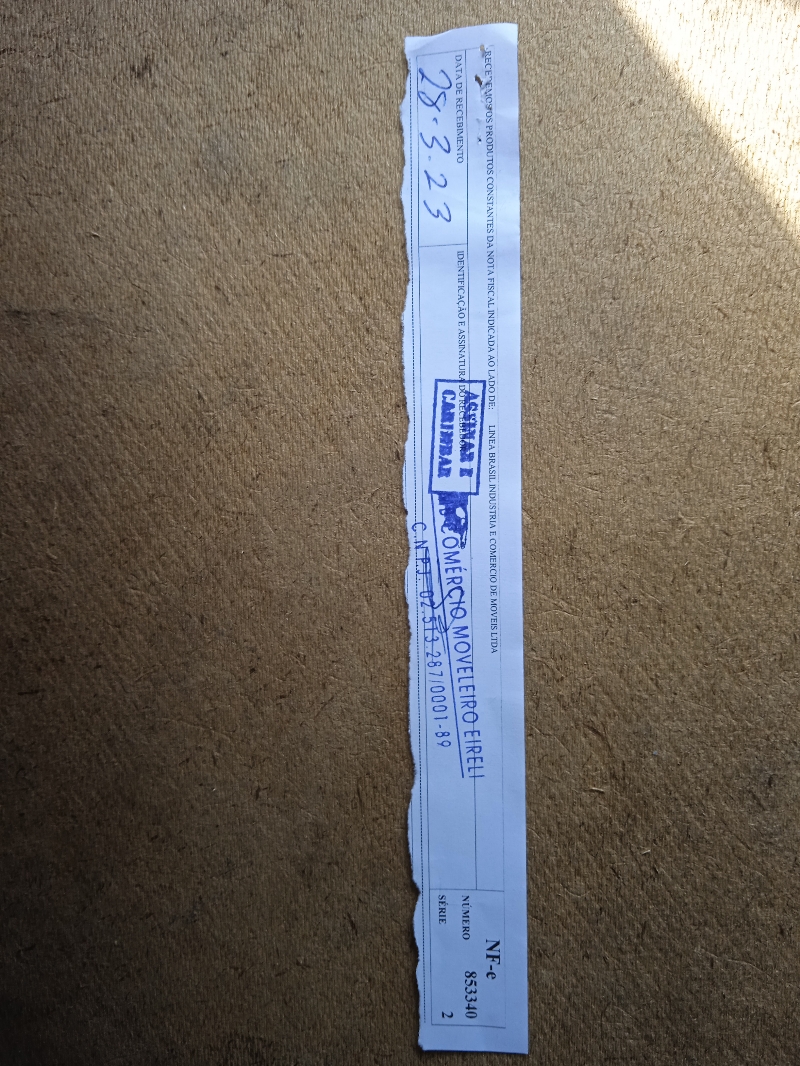 RECEBEMOS OS PRODUTOS CONSTANTES DA NOTA FISCAL INDICADA AO LADO DE: LINEA BRASIL INDUSTRIA E COMERCIO DE MOVEIS LTDA
DATA DE RECEBIMENTO
28.3.23
IDENTIFICAÇÃO E ASSINATURA DO RECEBEDOR
ASSINAR E
CARIMBAR
COMÉRCIO MOVELEIRO EIRELI
C.N.P.J. 02.513.287/0001-89
NF-e
NÚMERO 853340
SÉRIE 2